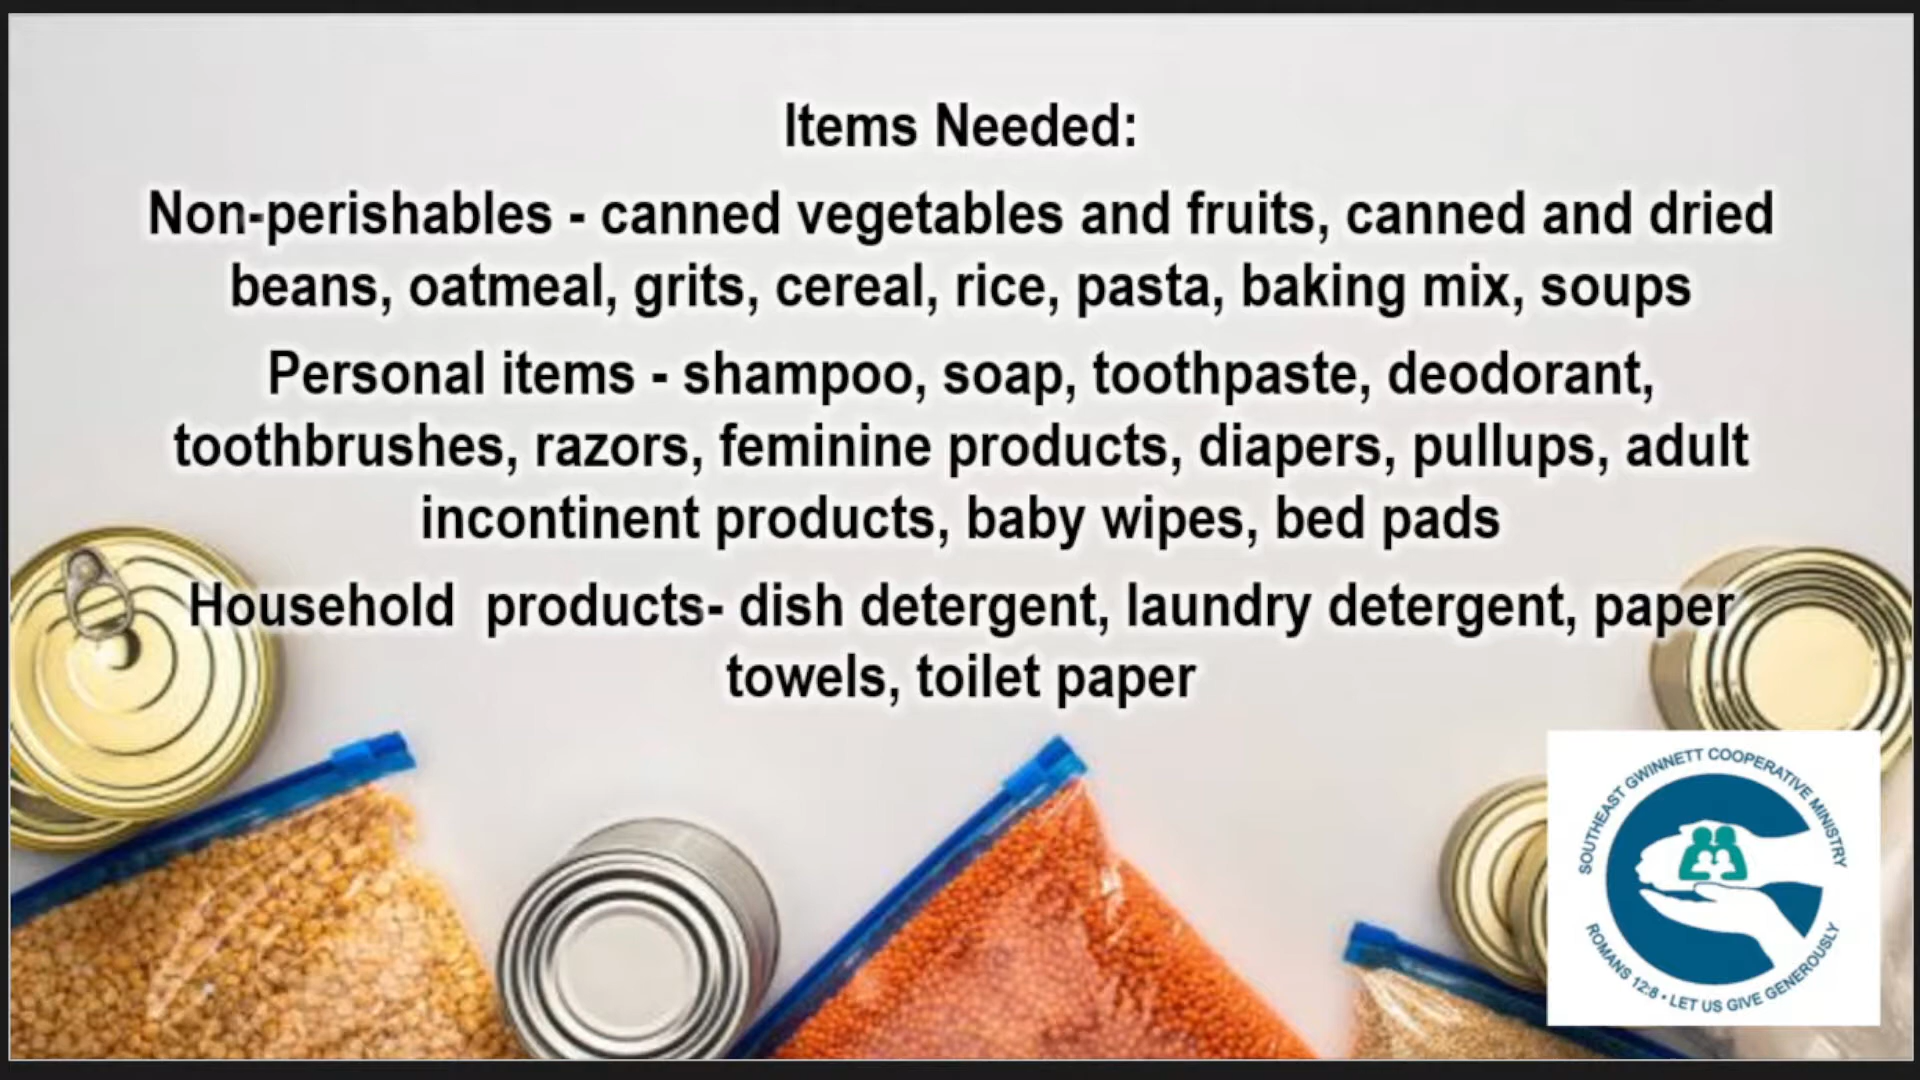 Items Needed:
Non-perishables - canned vegetables and fruits, canned and dried
beans, oatmeal, grits, cereal, rice, pasta, baking mix, soups
Personal items - shampoo, soap, toothpaste, deodorant,
toothbrushes, razors, feminine products, diapers, pullups, adult
incontinent products, baby wipes, bed pads
Household  products- dish detergent, laundry detergent, paper
towels, toilet paper
SOUTHEAST GWINNETT COOPERATIVE MINISTRY
ROMANS 12:8 • LET US GIVE GENEROUSLY